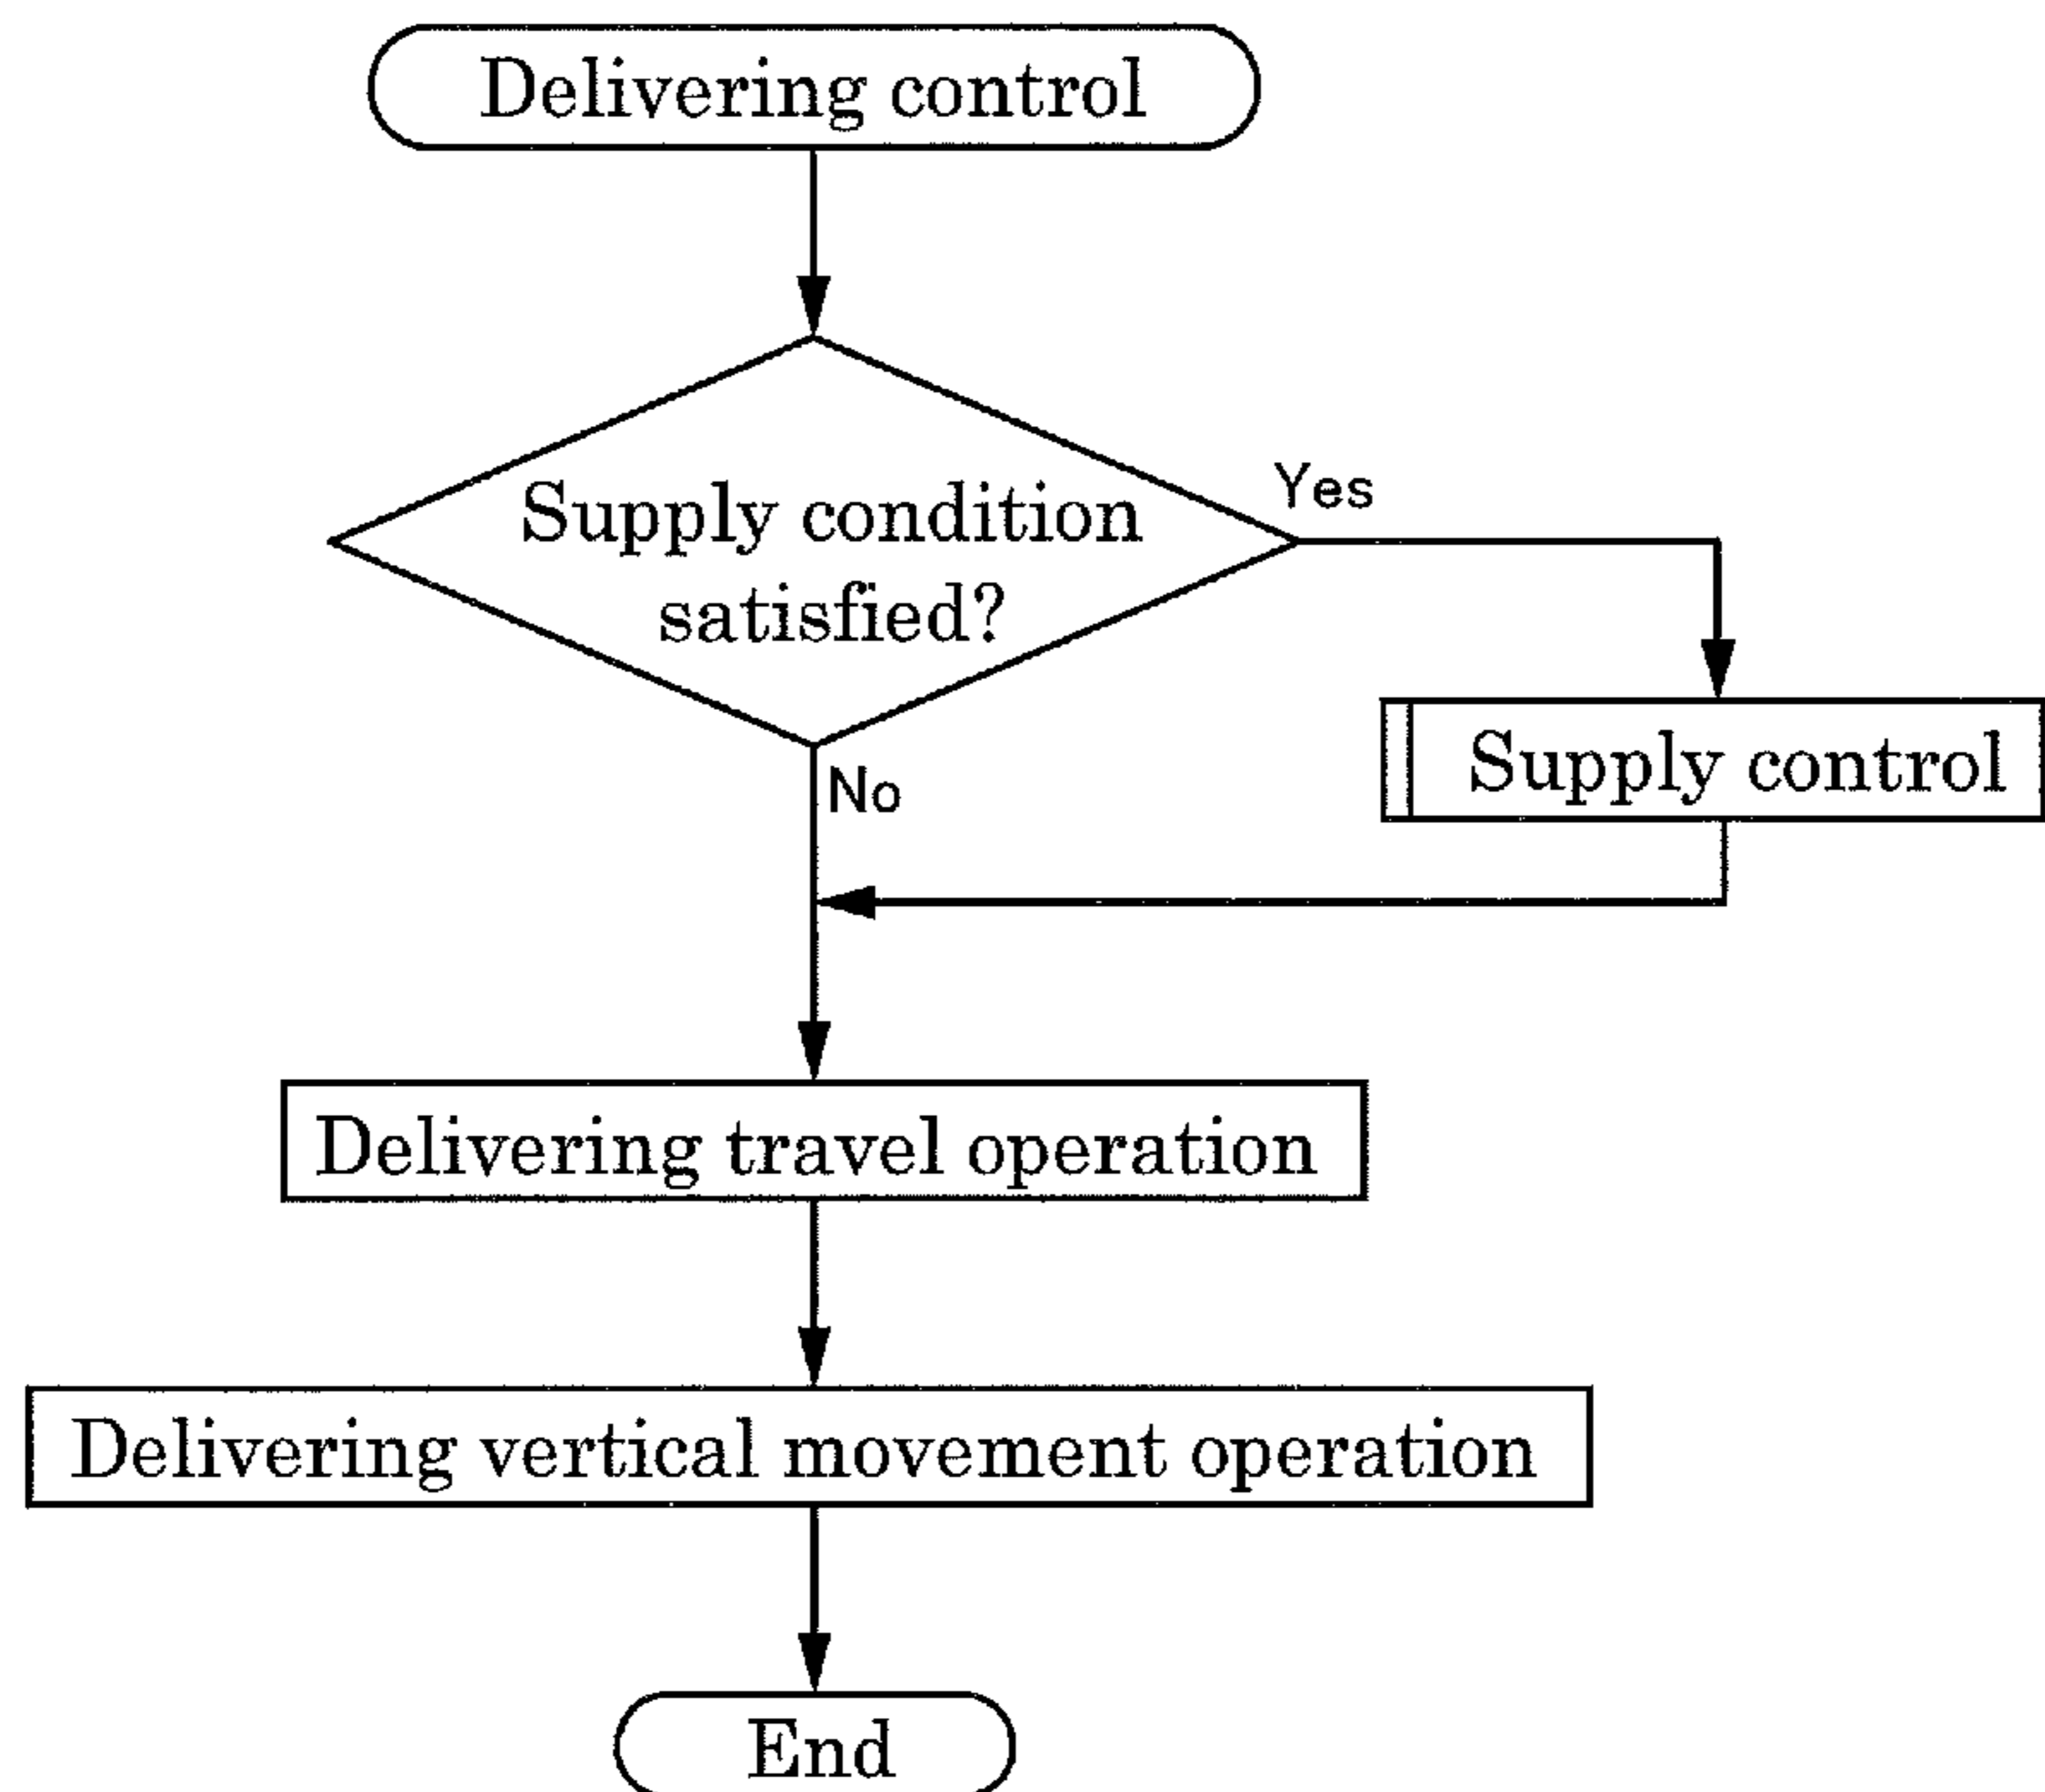 Delivering control
Supply condition
satisfied?
Yes
No
Supply control
Delivering travel operation
Delivering vertical movement operation
End